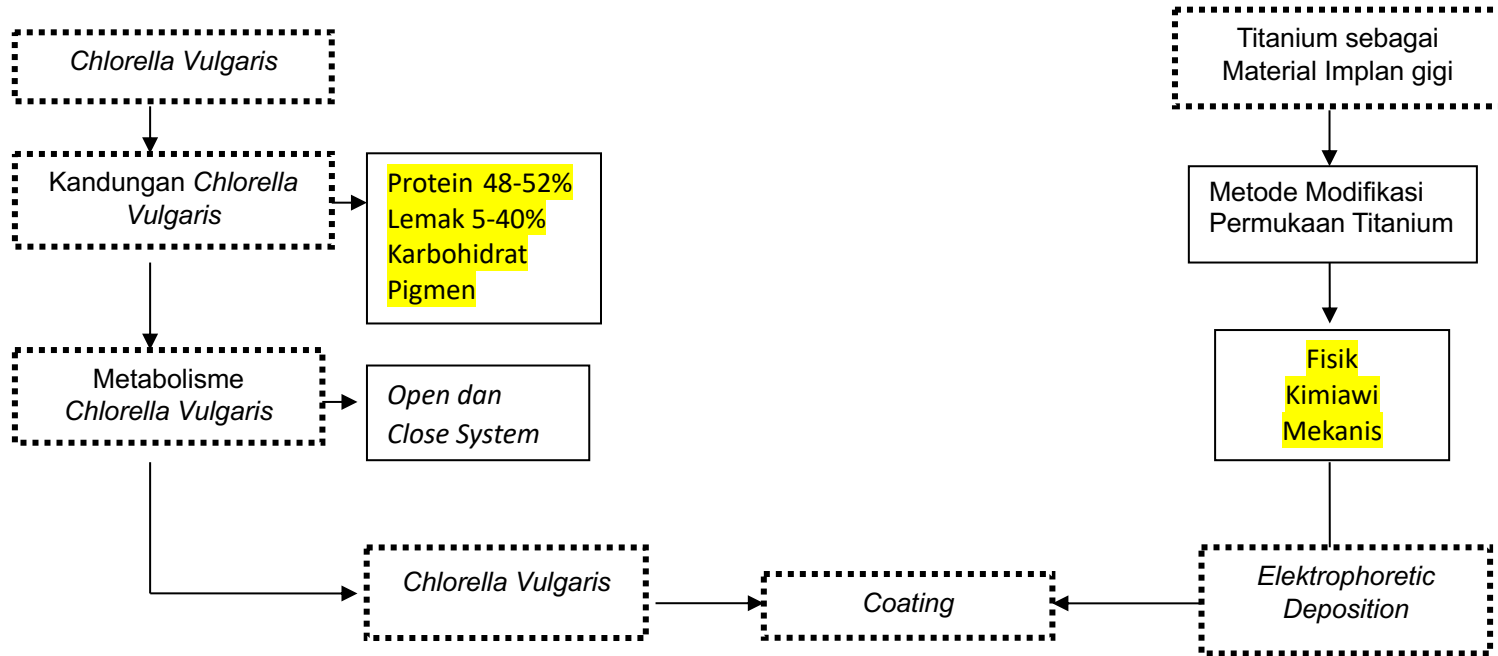 Chlorella Vulgaris
Kandungan Chlorella
Vulgaris
Protein 48-52%
Lemak 5-40%
Karbohidrat
Pigmen
Metabolisme
Chlorella Vulgaris
Open dan
Close System
Chlorella Vulgaris
Coating
Titanium sebagai
Material Implan gigi
Metode Modifikasi
Permukaan Titanium
Fisik
Kimiawi
Mekanis
Elektrophoretic
Deposition